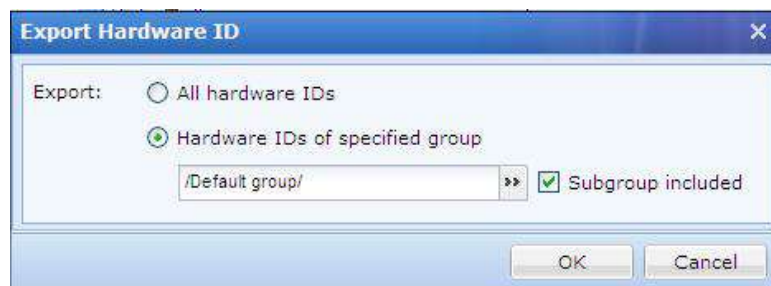 Export Hardware ID
Export: All hardware IDs
Hardware IDs of specified group
/Default group/ Subgroup included
OK Cancel